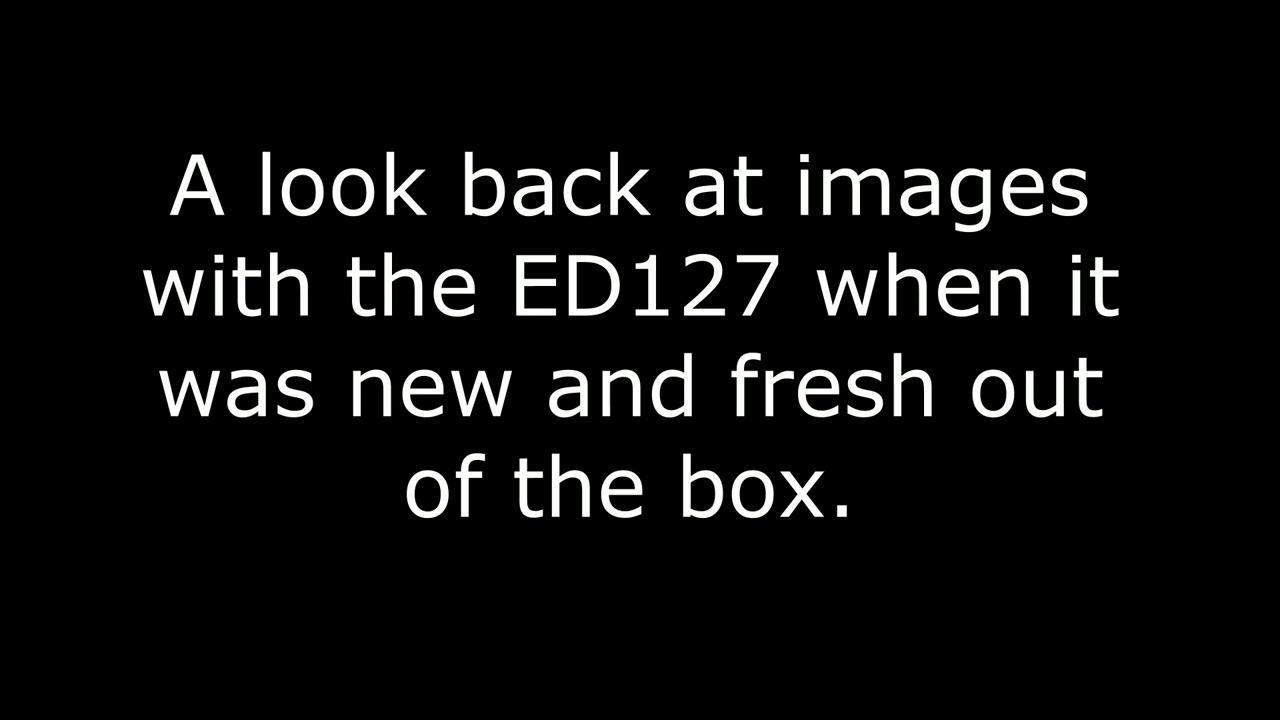 A look back at images
with the ED127 when it
was new and fresh out
of the box.